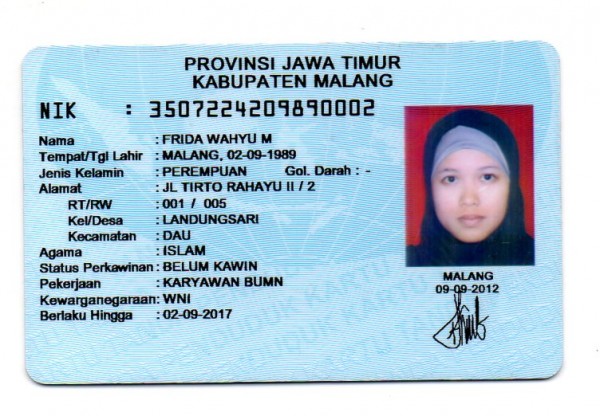 PROVINSI JAWA TIMUR
KABUPATEN MALANG
NIK : 3507224209890002
Nama : FRIDA WAHYU M
Tempat/Tgl Lahir : MALANG, 02-09-1989
Jenis Kelamin : PEREMPUAN Gol. Darah : -
Alamat : JL TIRTO RAHAYU II / 2
RT/RW : 001 / 005
Kel/Desa : LANDUNGSARI
Kecamatan : DAU
Agama : ISLAM
Status Perkawinan : BELUM KAWIN
Pekerjaan : KARYAWAN BUMN
Kewarganegaraan : WNI
Berlaku Hingga : 02-09-2017
MALANG
09-09-2012